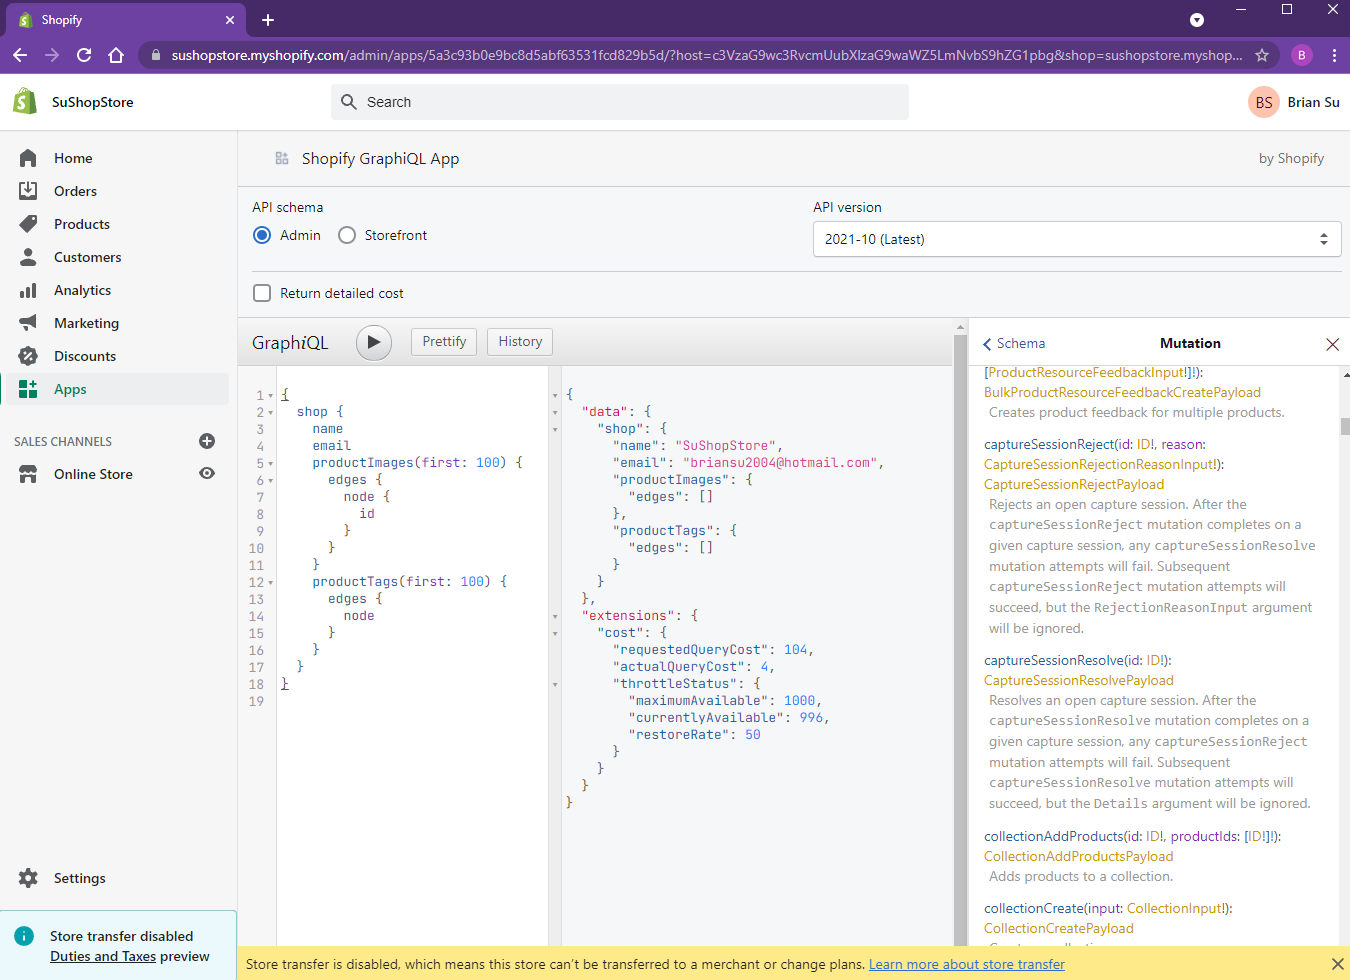 Shopify
sushopstore.myshopify.com/admin/apps/5a3c93b0e9bc8d5abf63531fcd829b5d/?host=c3VzaG9wc3RvcmUubXlzaG9waWZ5LmNvbS9hZG1pbg&shop=sushopstore.myshop...
B
SuShopStore
Search
BS
Brian Su
Home
Orders
Products
Customers
Analytics
Marketing
Discounts
Apps
SALES CHANNELS
Online Store
Settings
Store transfer disabled
Duties and Taxes preview
Shopify GraphiQL App
by Shopify
API schema
Admin
Storefront
API version
2021-10 (Latest)
Return detailed cost
GraphiQL
Prettify
History
1 {
2 shop {
3 name
4 email
5 productImages(first: 100) {
6 edges {
7 node {
8 id
9 }
10 }
11 }
12 productTags(first: 100) {
13 edges {
14 node
15 }
16 }
17 }
18 }
19
{
"data": {
"shop": {
"name": "SuShopStore",
"email": "briansu2004@hotmail.com",
"productImages": {
"edges": []
},
"productTags": {
"edges": []
}
}
},
"extensions": {
"cost": {
"requestedQueryCost": 104,
"actualQueryCost": 4,
"throttleStatus": {
"maximumAvailable": 1000,
"currentlyAvailable": 996,
"restoreRate": 50
}
}
}
}
Schema
Mutation
[ProductResourceFeedbackInput!]!):
BulkProductResourceFeedbackCreatePayload
Creates product feedback for multiple products.
captureSessionReject(id: ID!, reason:
CaptureSessionRejectionReasonInput!):
CaptureSessionRejectPayload
Rejects an open capture session. After the
captureSessionReject mutation completes on a
given capture session, any captureSessionResolve
mutation attempts will fail. Subsequent
captureSessionReject mutation attempts will
succeed, but the RejectionReasonInput argument
will be ignored.
captureSessionResolve(id: ID!):
CaptureSessionResolvePayload
Resolves an open capture session. After the
captureSessionResolve mutation completes on a
given capture session, any captureSessionReject
mutation attempts will fail. Subsequent
captureSessionResolve mutation attempts will
succeed, but the Details argument will be ignored.
collectionAddProducts(id: ID!, productIds: [ID!]!):
CollectionAddProductsPayload
Adds products to a collection.
collectionCreate(input: CollectionInput!):
CollectionCreatePayload
Store transfer is disabled, which means this store can't be transferred to a merchant or change plans. Learn more about store transfer